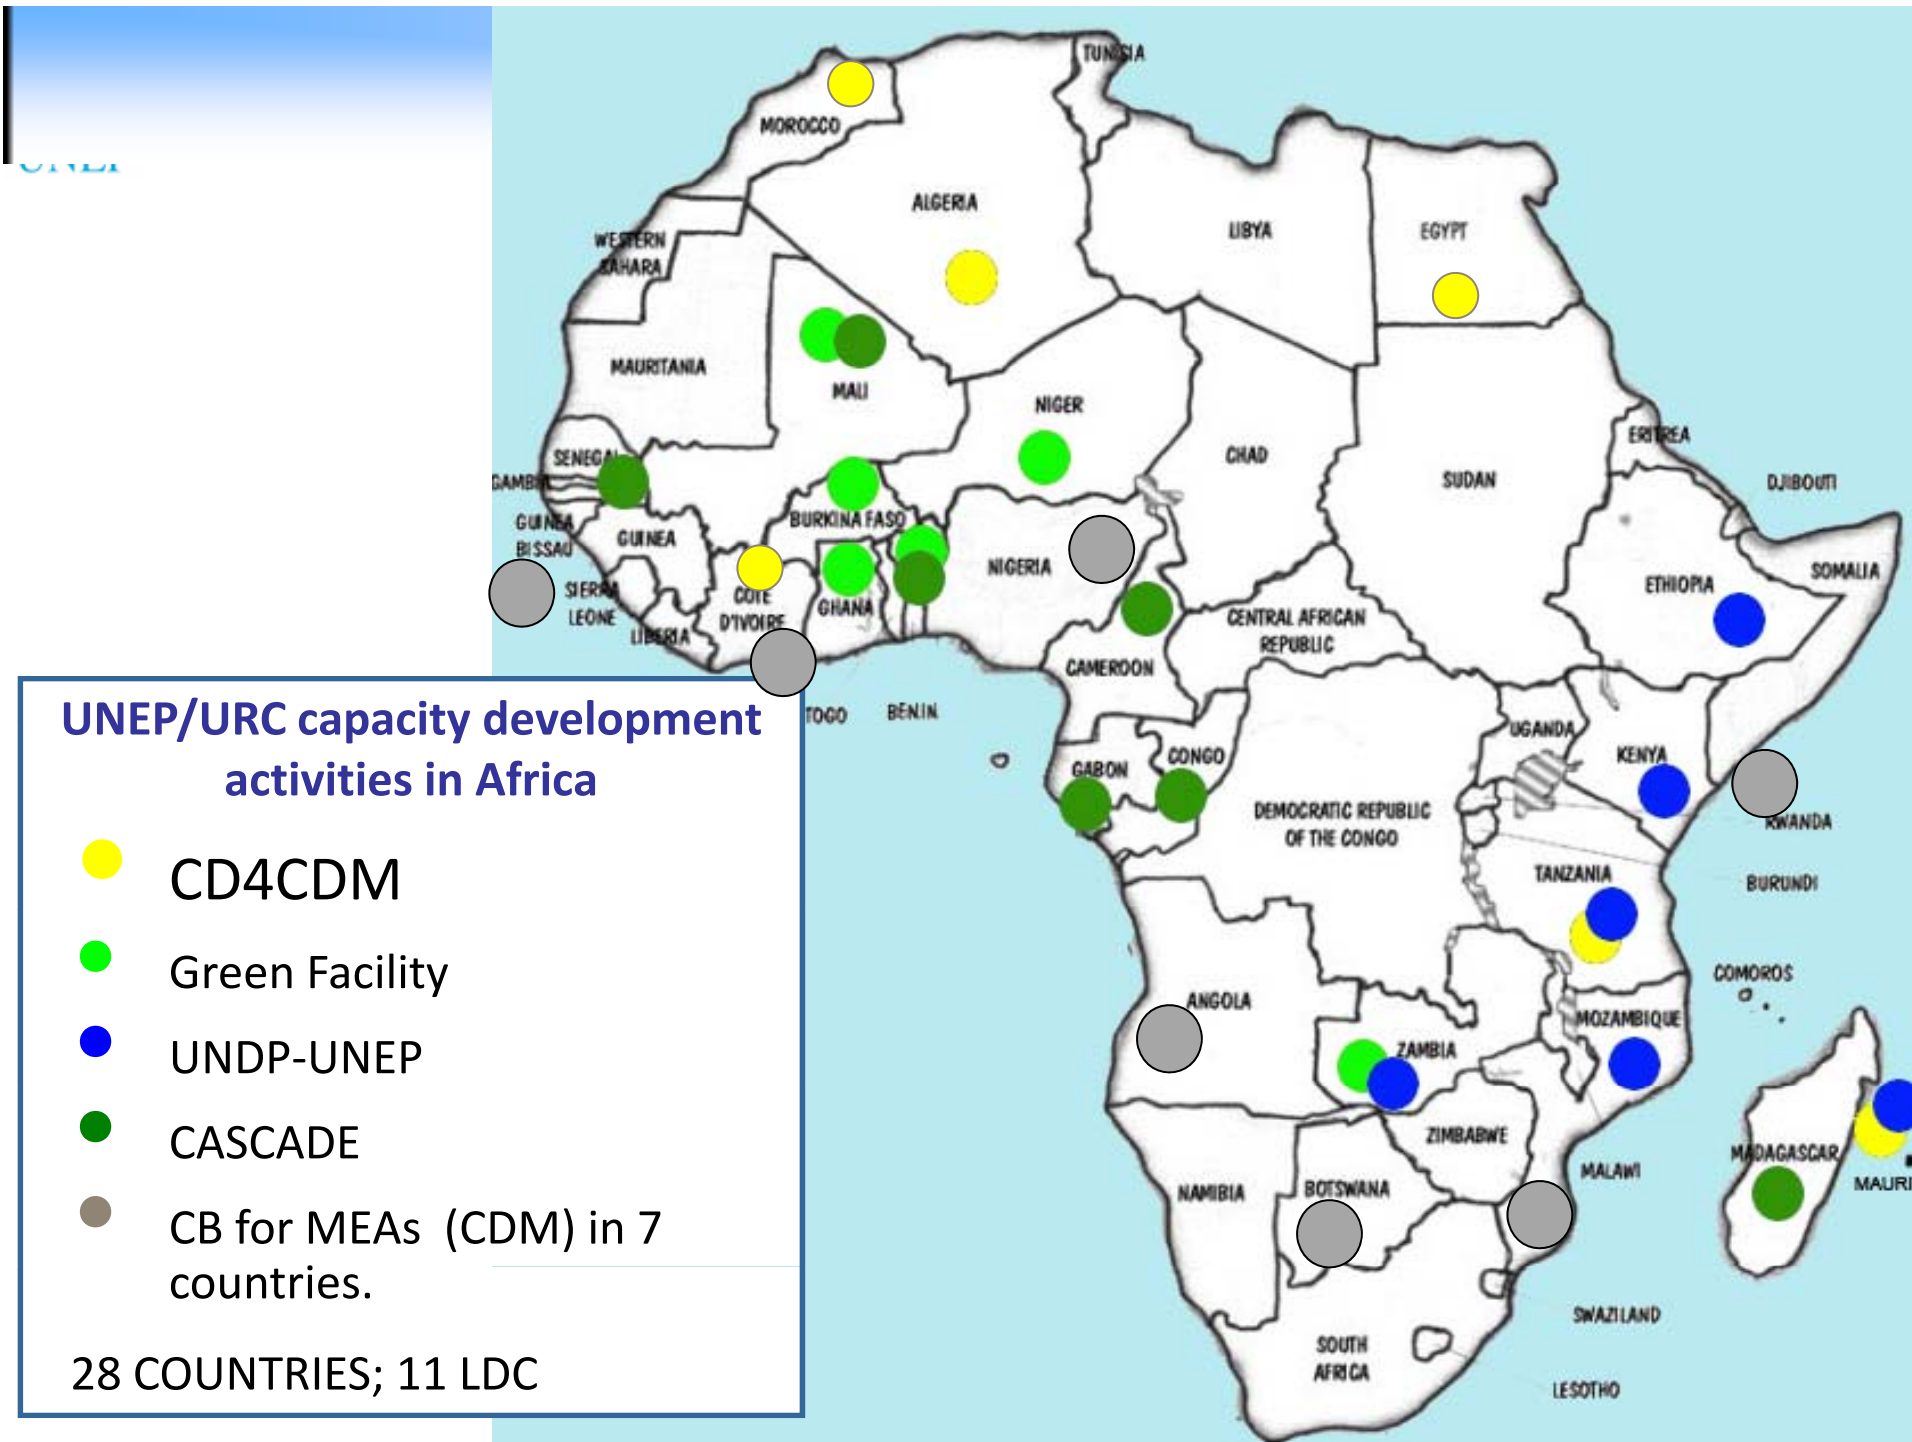 UNEP
TUNISIA
MOROCCO
ALGERIA
LIBYA
EGYPT
WESTERN
SAHARA
MAURITANIA
MALI
NIGER
CHAD
SUDAN
ERITREA
DJIBOUTI
SENEGAL
GAMBIA
GUINEA
BISSAU
GUINEA
BURKINA FASO
NIGERIA
ETHIOPIA
SOMALIA
SIERRA
LEONE
LIBERIA
COTE
D'IVOIRE
GHANA
CENTRAL AFRICAN
REPUBLIC
CAMEROON
TOGO
BENIN
UGANDA
KENYA
GABON
CONGO
DEMOCRATIC REPUBLIC
OF THE CONGO
RWANDA
TANZANIA
BURUNDI
COMOROS
ANGOLA
ZAMBIA
MOZAMBIQUE
ZIMBABWE
MALAWI
MADAGASCAR
MAURI
NAMIBIA
BOTSWANA
SWAZILAND
SOUTH
AFRICA
LESOTHO
UNEP/URC capacity development
activities in Africa
CD4CDM
Green Facility
UNDP-UNEP
CASCADE
CB for MEAs (CDM) in 7
countries.
28 COUNTRIES; 11 LDC